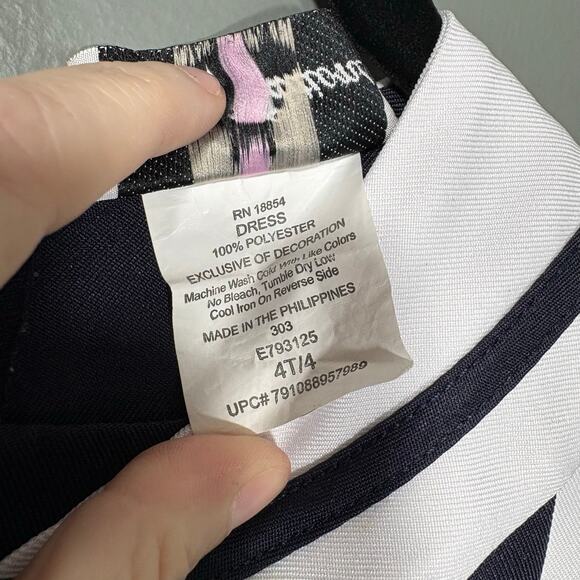 RN 18854
DRESS
100% POLYESTER
EXCLUSIVE OF DECORATION
Machine Wash Cold With Like Colors
No Bleach, Tumble Dry Low
Cool Iron On Reverse Side
MADE IN THE PHILIPPINES
303
E793125
4T/4
UPC# 791088957989